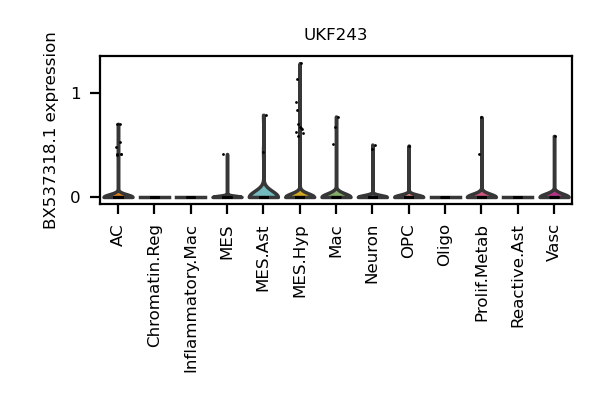 UKF243
BX537318.1 expression
1
0
AC
Chromatin.Reg
Inflammatory.Mac
MES
MES.Ast
MES.Hyp
Mac
Neuron
OPC
Oligo
Prolif.Metab
Reactive.Ast
Vasc